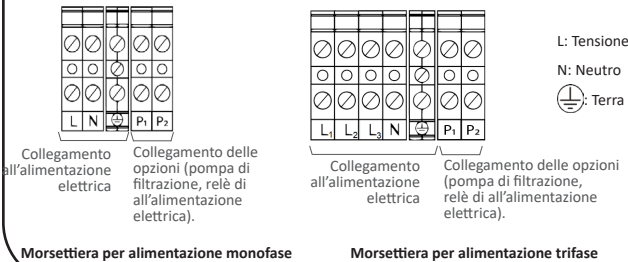 L N P₁ P₂
Collegamento
all'alimentazione
elettrica
Collegamento delle
opzioni (pompa di
filtrazione, relè di
all'alimentazione
elettrica).
Morsettiera per alimentazione monofase
L₁ L₂ L₃ N P₁ P₂
Collegamento
all'alimentazione
elettrica
Collegamento delle opzioni
(pompa di filtrazione,
relè di all'alimentazione
elettrica).
Morsettiera per alimentazione trifase
L: Tensione
N: Neutro
: Terra